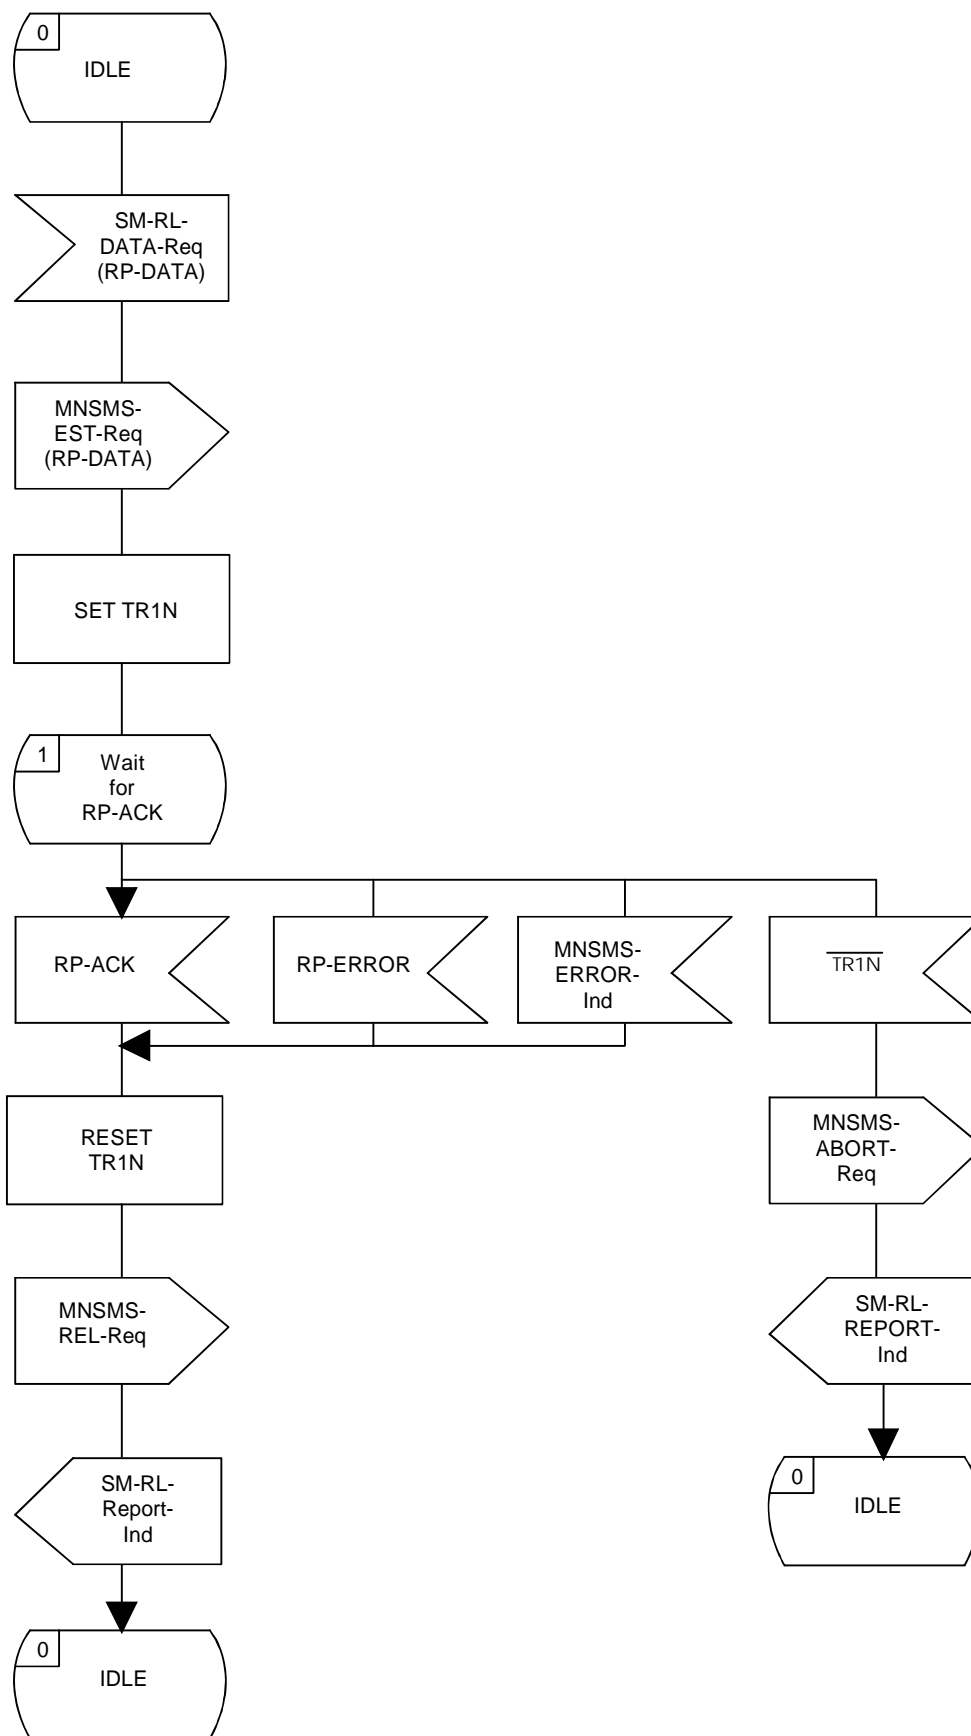 0
IDLE
SM-RL-
DATA-Req
(RP-DATA)
MNSMS-
EST-Req
(RP-DATA)
SET TR1N
1
Wait
for
RP-ACK
RP-ACK
RP-ERROR
MNSMS-
ERROR-
Ind
TR1N
RESET
TR1N
MNSMS-
ABORT-
Req
MNSMS-
REL-Req
SM-RL-
REPORT-
Ind
SM-RL-
Report-
Ind
0
IDLE
0
IDLE